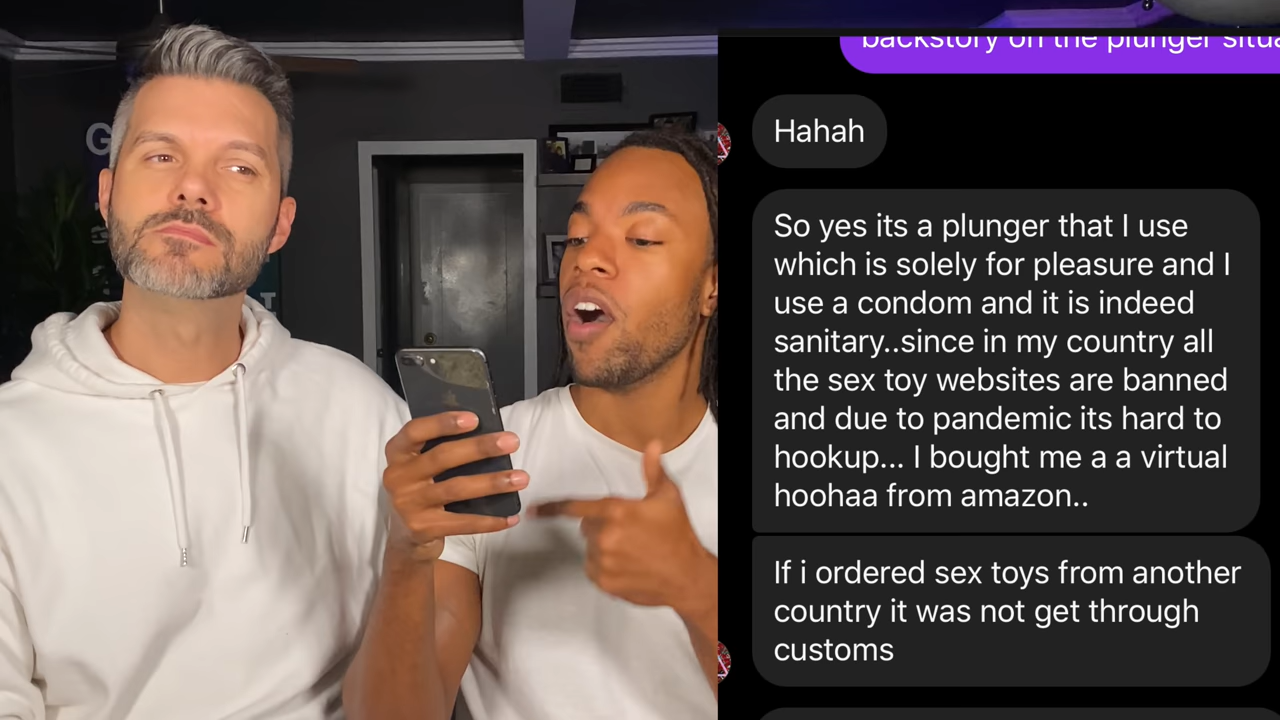 backstory on the plunger
Hahah
So yes its a plunger that I use
which is solely for pleasure and I
use a condom and it is indeed
sanitary..since in my country all
the sex toy websites are banned
and due to pandemic its hard to
hookup... I bought me a a virtual
hoohaa from amazon..
If i ordered sex toys from another
country it was not get through
customs
G